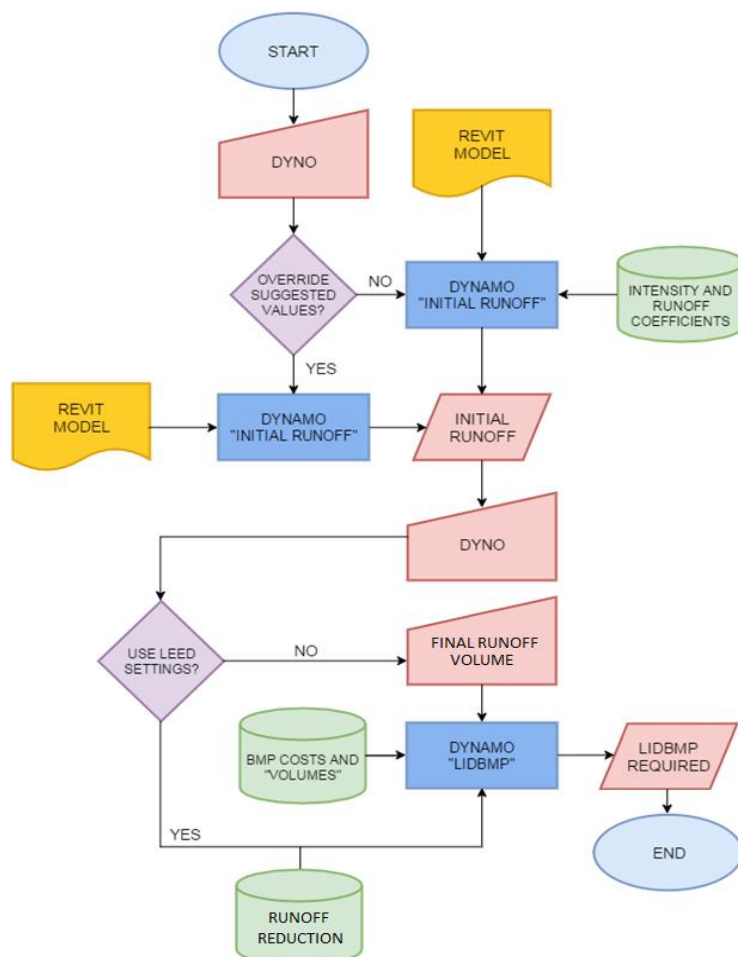 START
DYNO
REVIT
MODEL
OVERRIDE
SUGGESTED
VALUES?
NO
DYNAMO
"INITIAL RUNOFF"
INTENSITY AND
RUNOFF
COEFFICIENTS
YES
REVIT
MODEL
DYNAMO
"INITIAL RUNOFF"
INITIAL
RUNOFF
DYNO
USE LEED
SETTINGS?
NO
FINAL RUNOFF
VOLUME
BMP COSTS AND
"VOLUMES"
DYNAMO
"LIDBMP"
LIDBMP
REQUIRED
YES
END
RUNOFF
REDUCTION